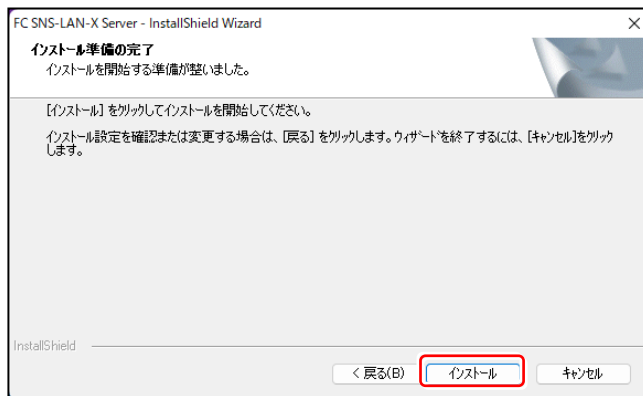 FC SNS-LAN-X Server - InstallShield Wizard
インストール準備の完了
インストールを開始する準備が整いました。
[インストール] をクリックしてインストールを開始してください。
インストール設定を確認または変更する場合は、[戻る] をクリックします。ウィザードを終了するには、[キャンセル]をクリック
します。
InstallShield
< 戻る(B)
インストール
キャンセル